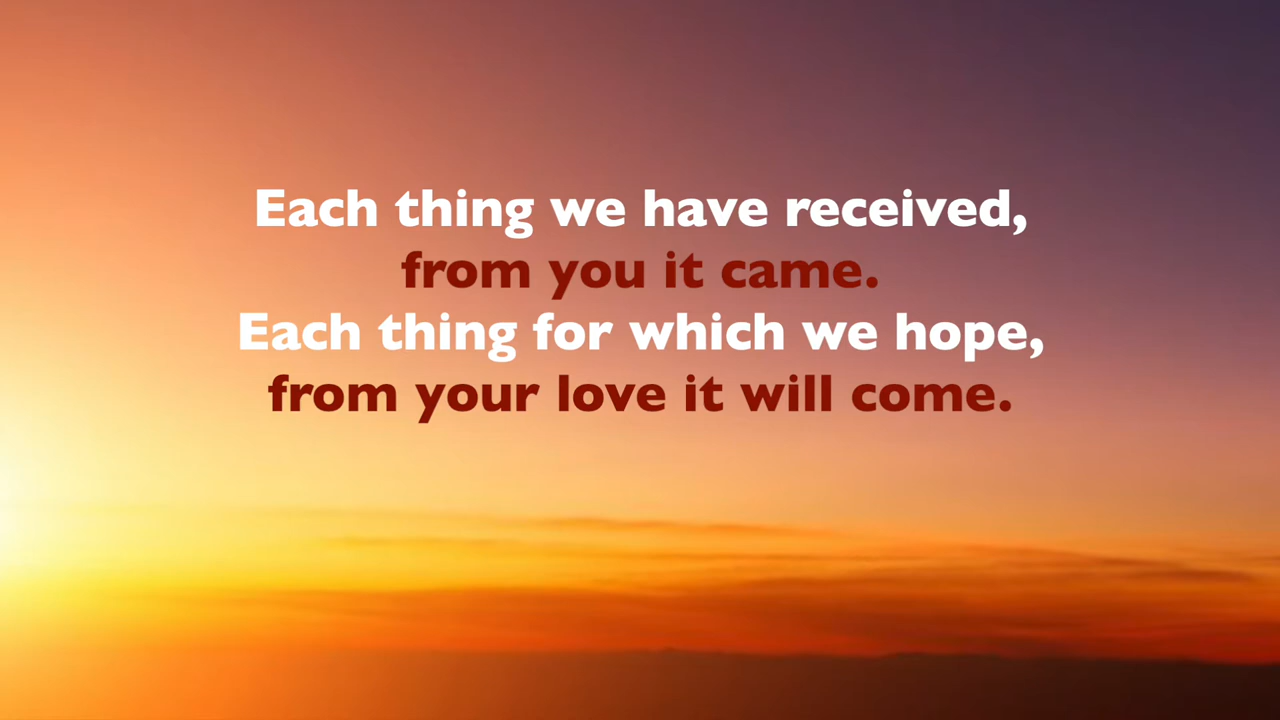 Each thing we have received,
from you it came.
Each thing for which we hope,
from your love it will come.